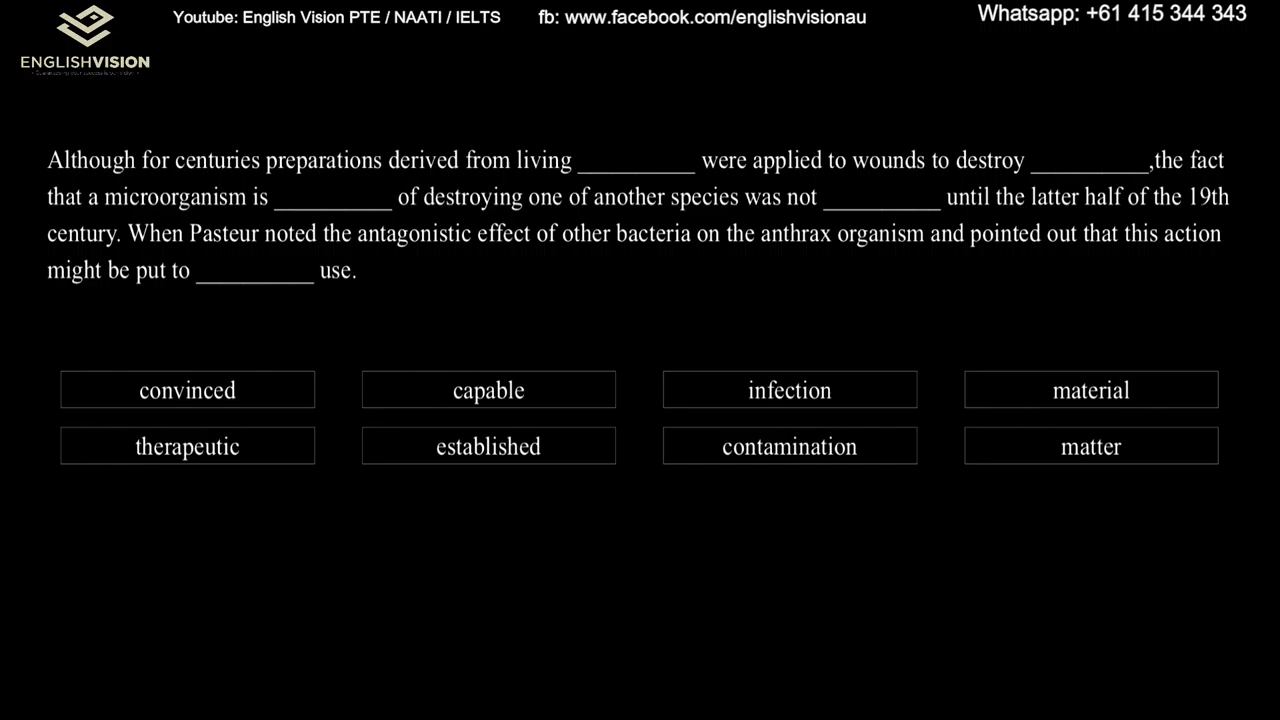 Youtube: English Vision PTE / NAATI / IELTS fb: www.facebook.com/englishvisionau Whatsapp: +61 415 344 343
ENGLISHVISION
Although for centuries preparations derived from living __________ were applied to wounds to destroy __________,the fact
that a microorganism is __________ of destroying one of another species was not __________ until the latter half of the 19th
century. When Pasteur noted the antagonistic effect of other bacteria on the anthrax organism and pointed out that this action
might be put to __________ use.
convinced capable infection material
therapeutic established contamination matter